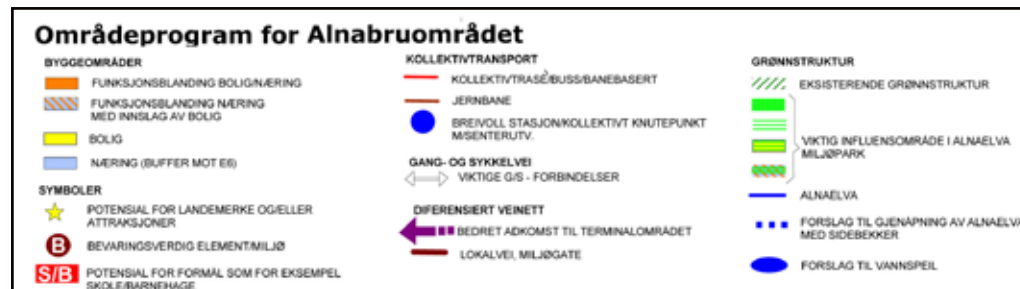 Områdeprogram for Alnabruområdet
BYGGEOMRÅDER
FUNKSJONSBLANDING BOLIG/NÆRING
FUNKSJONSBLANDING NÆRING
MED INNSLAG AV BOLIG
BOLIG
NÆRING (BUFFER MOT E6)
SYMBOLER
POTENSIAL FOR LANDEMERKE OG/ELLER
ATTRAKSJONER
B
BEVARINGSVERDIG ELEMENT/MILJØ
S/B
POTENSIAL FOR FORMÅL SOM FOR EKSEMPEL
SKOLE/BARNEHAGE
KOLLEKTIVTRANSPORT
KOLLEKTIVTRASÉ/BUSS/BANEBASERT
JERNBANE
BREIVOLL STASJON/KOLLEKTIVT KNUTEPUNKT
M/SENTERUTV.
GANG- OG SYKKELVEI
VIKTIGE G/S - FORBINDELSER
DIFERENSIERT VEINETT
BEDRET ADKOMST TIL TERMINALOMRÅDET
LOKALVEI, MILJØGATE
GRØNNSTRUKTUR
EKSISTERENDE GRØNNSTRUKTUR
VIKTIG INFLUENSOMRÅDE I ALNAELVA
MILJØPARK
ALNAELVA
FORSLAG TIL GJENÅPNING AV ALNAELVA
MED SIDEBEKKER
FORSLAG TIL VANNSPEIL